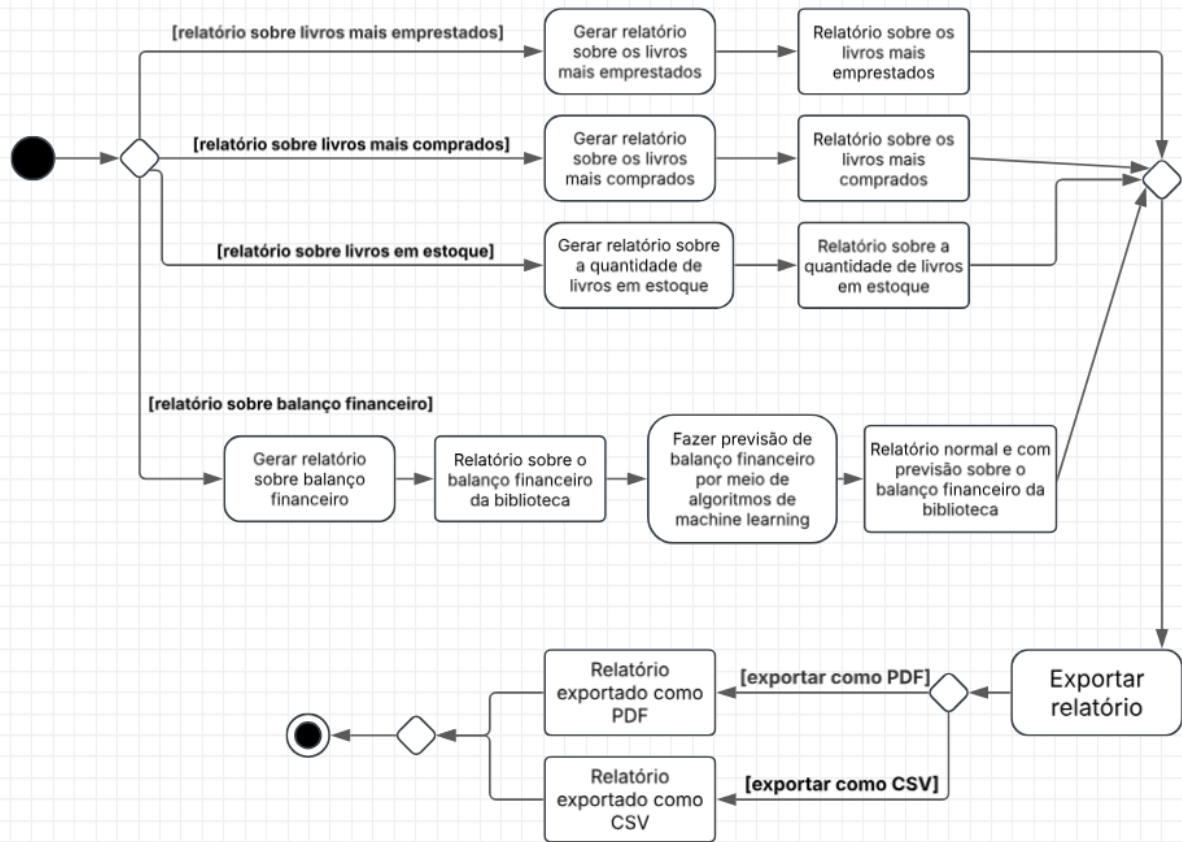 [relatório sobre livros mais emprestados]
Gerar relatório
sobre os livros
mais emprestados
Relatório sobre os
livros mais
emprestados
[relatório sobre livros mais comprados]
Gerar relatório
sobre os livros
mais comprados
Relatório sobre os
livros mais
comprados
[relatório sobre livros em estoque]
Gerar relatório sobre
a quantidade de
livros em estoque
Relatório sobre a
quantidade de livros
em estoque
[relatório sobre balanço financeiro]
Gerar relatório
sobre balanço
financeiro
Relatório sobre o
balanço financeiro
da biblioteca
Fazer previsão de
balanço financeiro
por meio de
algoritmos de
machine learning
Relatório normal e com
previsão sobre o
balanço financeiro da
biblioteca
Exportar
relatório
[exportar como PDF]
Relatório
exportado como
PDF
[exportar como CSV]
Relatório
exportado como
CSV